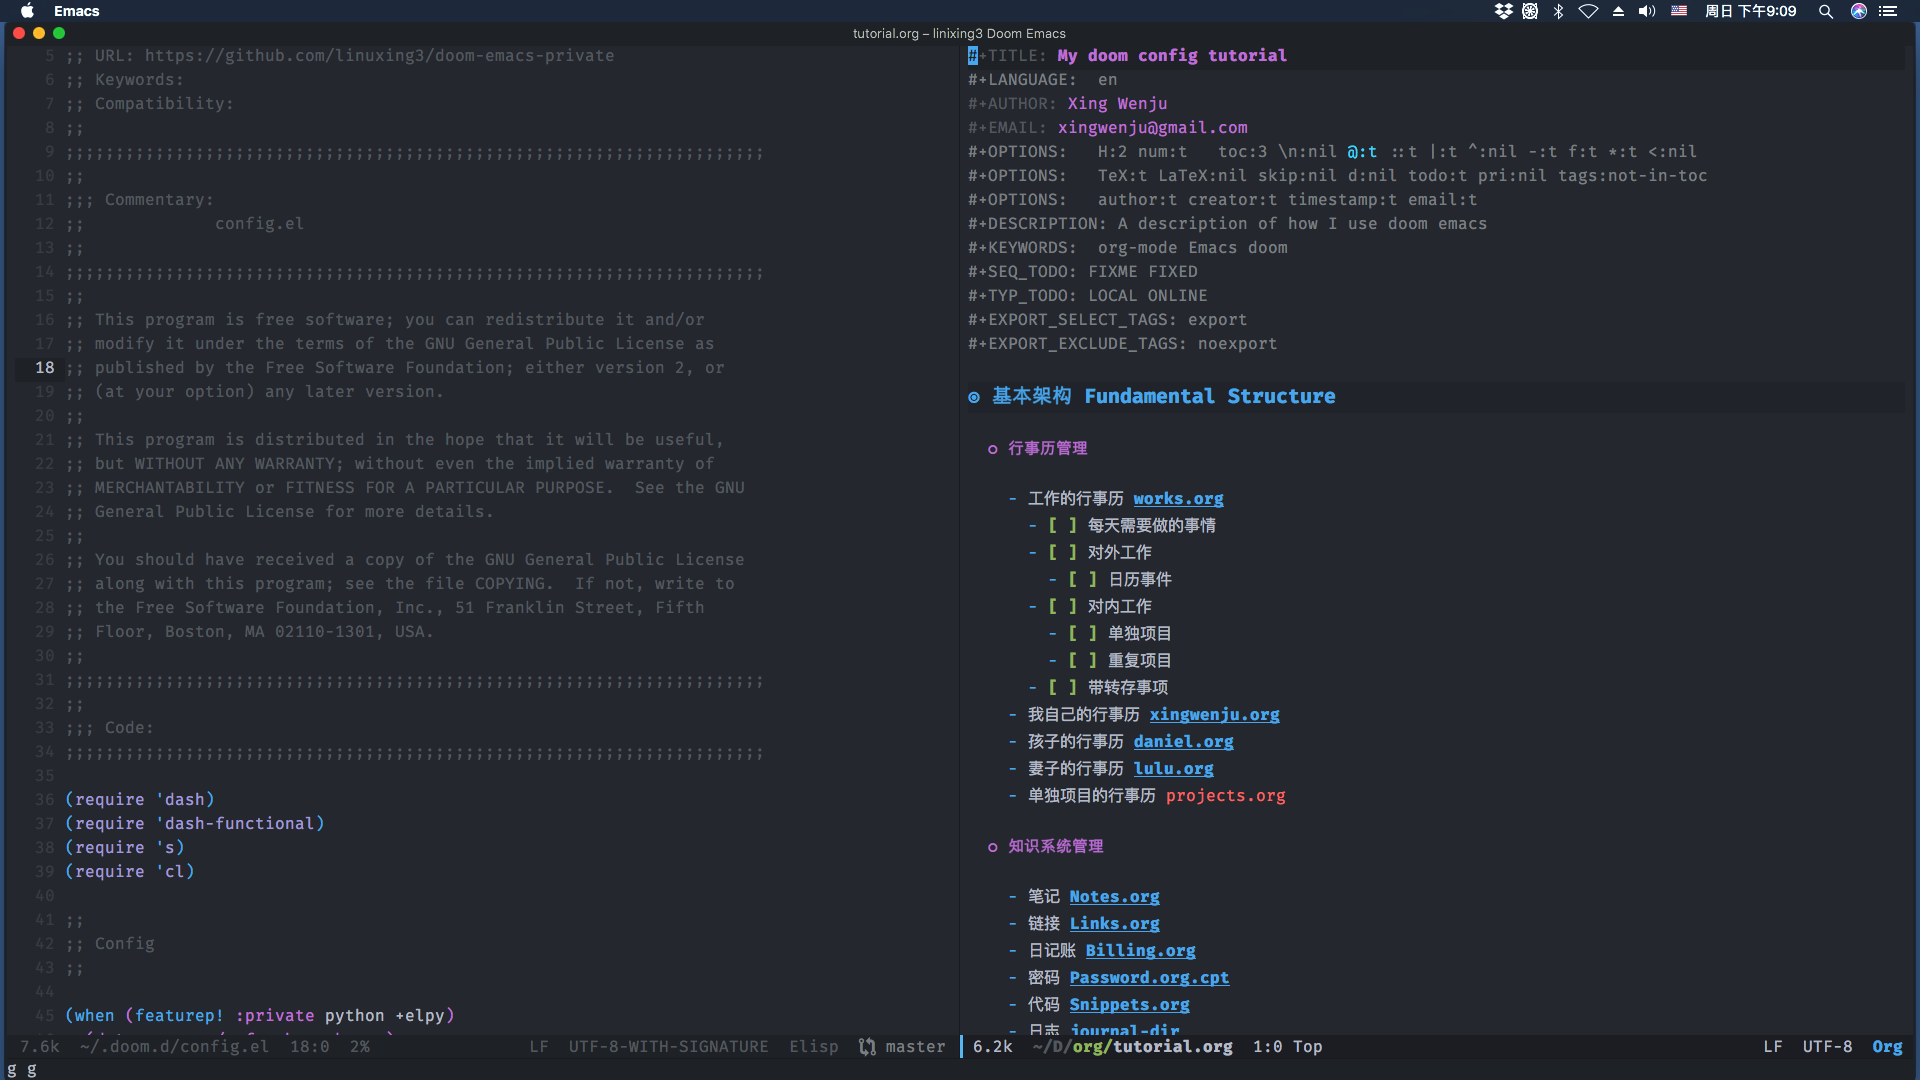 Emacs
周日 下午9:09
tutorial.org – linixing3 Doom Emacs
5 ;; URL: https://github.com/linuxing3/doom-emacs-private
6 ;; Keywords:
7 ;; Compatibility:
8 ;;
9 ;;;;;;;;;;;;;;;;;;;;;;;;;;;;;;;;;;;;;;;;;;;;;;;;;;;;;;;;;;;;;;;;;;;;;;
10 ;;
11 ;;; Commentary:
12 ;;             config.el
13 ;;
14 ;;;;;;;;;;;;;;;;;;;;;;;;;;;;;;;;;;;;;;;;;;;;;;;;;;;;;;;;;;;;;;;;;;;;;;
15 ;;
16 ;; This program is free software; you can redistribute it and/or
17 ;; modify it under the terms of the GNU General Public License as
18 ;; published by the Free Software Foundation; either version 2, or
19 ;; (at your option) any later version.
20 ;;
21 ;; This program is distributed in the hope that it will be useful,
22 ;; but WITHOUT ANY WARRANTY; without even the implied warranty of
23 ;; MERCHANTABILITY or FITNESS FOR A PARTICULAR PURPOSE.  See the GNU
24 ;; General Public License for more details.
25 ;;
26 ;; You should have received a copy of the GNU General Public License
27 ;; along with this program; see the file COPYING.  If not, write to
28 ;; the Free Software Foundation, Inc., 51 Franklin Street, Fifth
29 ;; Floor, Boston, MA 02110-1301, USA.
30 ;;
31 ;;;;;;;;;;;;;;;;;;;;;;;;;;;;;;;;;;;;;;;;;;;;;;;;;;;;;;;;;;;;;;;;;;;;;;
32 ;;
33 ;;; Code:
34 ;;;;;;;;;;;;;;;;;;;;;;;;;;;;;;;;;;;;;;;;;;;;;;;;;;;;;;;;;;;;;;;;;;;;;;
35
36 (require 'dash)
37 (require 'dash-functional)
38 (require 's)
39 (require 'cl)
40
41 ;;
42 ;; Config
43 ;;
44
45 (when (featurep! :private python +elpy)
7.6k ~/.doom.d/config.el 18:0 2% LF UTF-8-WITH-SIGNATURE Elisp master
#+TITLE: My doom config tutorial
#+LANGUAGE:  en
#+AUTHOR: Xing Wenju
#+EMAIL: xingwenju@gmail.com
#+OPTIONS:   H:2 num:t   toc:3 \n:nil @:t ::t |:t ^:nil -:t f:t *:t <:nil
#+OPTIONS:   TeX:t LaTeX:nil skip:nil d:nil todo:t pri:nil tags:not-in-toc
#+OPTIONS:   author:t creator:t timestamp:t email:t
#+DESCRIPTION: A description of how I use doom emacs
#+KEYWORDS:  org-mode Emacs doom
#+SEQ_TODO: FIXME FIXED
#+TYP_TODO: LOCAL ONLINE
#+EXPORT_SELECT_TAGS: export
#+EXPORT_EXCLUDE_TAGS: noexport
基本架构 Fundamental Structure
行事历管理
- 工作的行事历 works.org
- [ ] 每天需要做的事情
- [ ] 对外工作
- [ ] 日历事件
- [ ] 对内工作
- [ ] 单独项目
- [ ] 重复项目
- [ ] 带转存事项
- 我自己的行事历 xingwenju.org
- 孩子的行事历 daniel.org
- 妻子的行事历 lulu.org
- 单独项目的行事历 projects.org
知识系统管理
- 笔记 Notes.org
- 链接 Links.org
- 日记账 Billing.org
- 密码 Password.org.cpt
- 代码 Snippets.org
- 日志 journal-dir
6.2k ~/D/org/tutorial.org 1:0 Top LF UTF-8 Org
g g